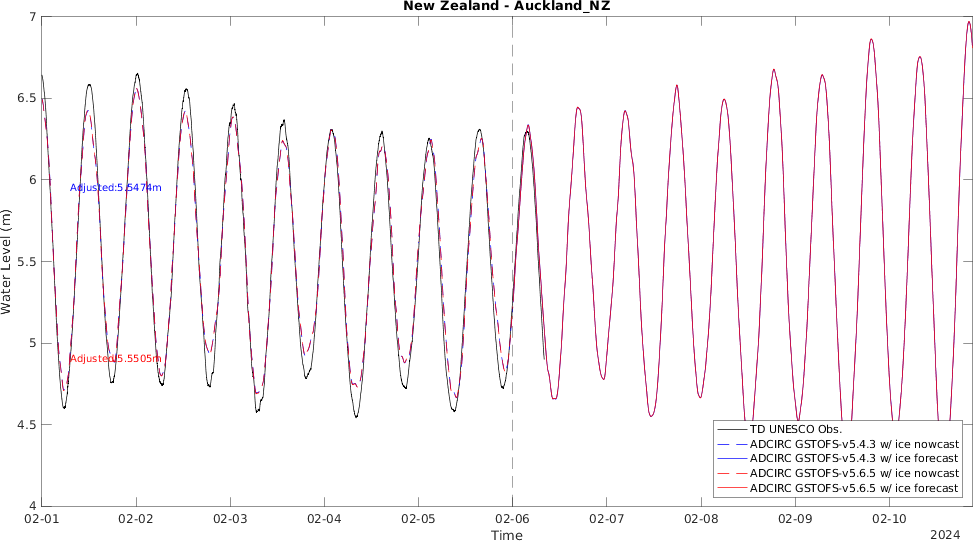 New Zealand - Auckland_NZ
7
6.5
6
5.5
5
4.5
4
Water Level (m)
Adjusted:5.5474m
Adjusted:5.5505m
TD UNESCO Obs.
ADCIRC GSTOFS-v5.4.3 w/ ice nowcast
ADCIRC GSTOFS-v5.4.3 w/ ice forecast
ADCIRC GSTOFS-v5.6.5 w/ ice nowcast
ADCIRC GSTOFS-v5.6.5 w/ ice forecast
02-01 02-02 02-03 02-04 02-05 02-06 02-07 02-08 02-09 02-10
Time
2024